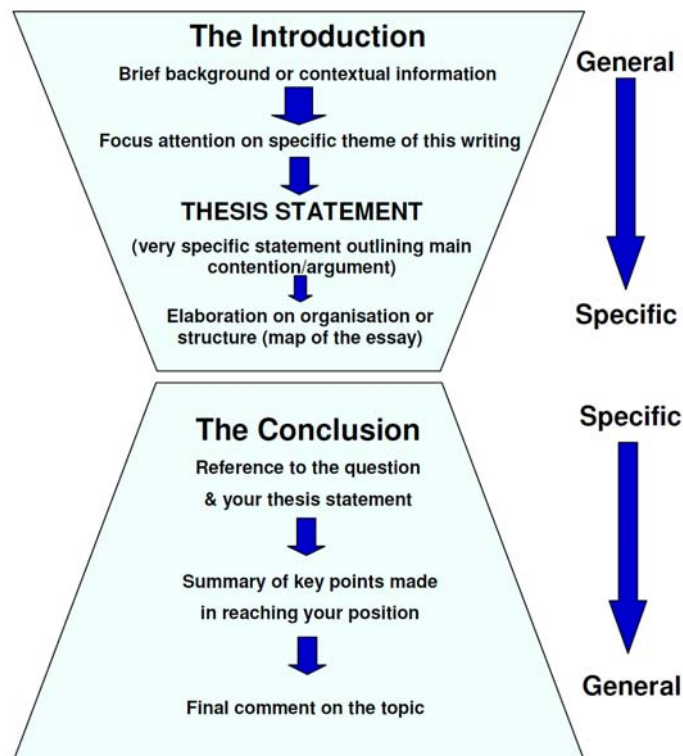 The Introduction
Brief background or contextual information
Focus attention on specific theme of this writing
THESIS STATEMENT
(very specific statement outlining main
contention/argument)
Elaboration on organisation or
structure (map of the essay)
General
Specific
The Conclusion
Reference to the question
& your thesis statement
Summary of key points made
in reaching your position
Final comment on the topic
Specific
General